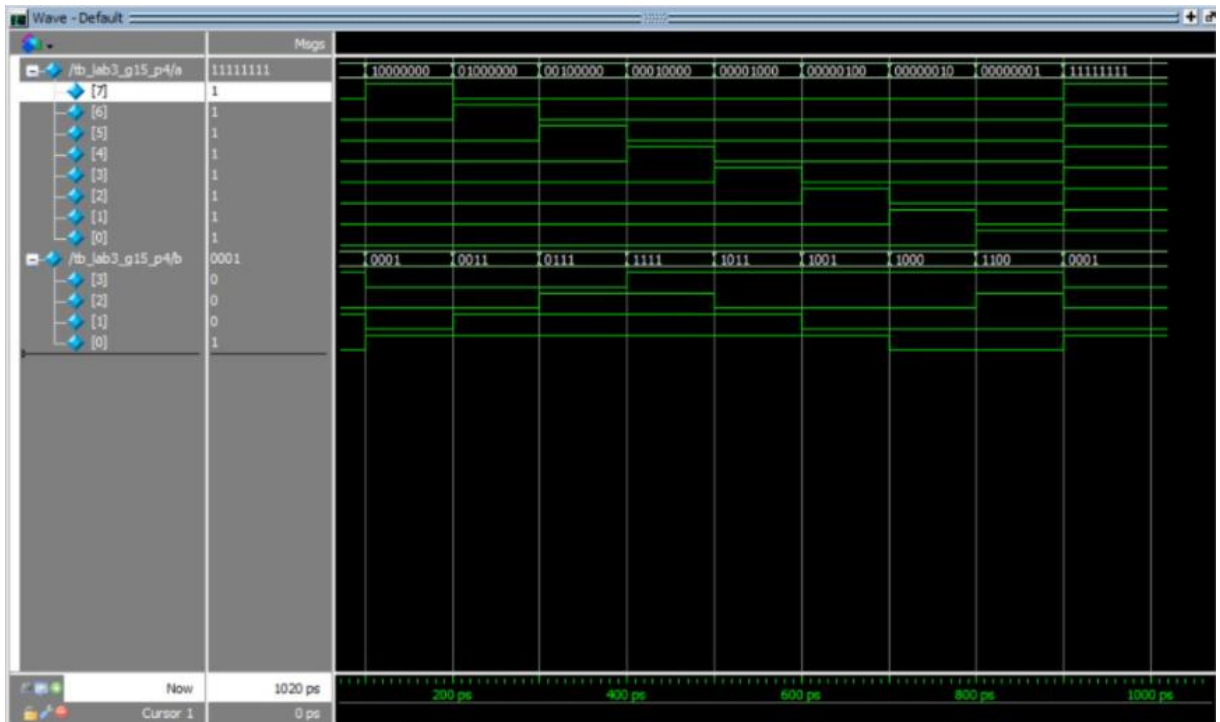 Wave - Default
Msgs
/tb_lab3_g15_p4/a 11111111 10000000 01000000 00100000 00010000 00001000 00000100 00000010 00000001 11111111
[7] 1
[6] 1
[5] 1
[4] 1
[3] 1
[2] 1
[1] 1
[0] 1
/tb_lab3_g15_p4/b 0001 0001 0011 0111 1111 1011 1001 1000 1100 0001
[3] 0
[2] 0
[1] 0
[0] 1
Now 1020 ps 200 ps 400 ps 600 ps 800 ps 1000 ps
Cursor 1 0 ps